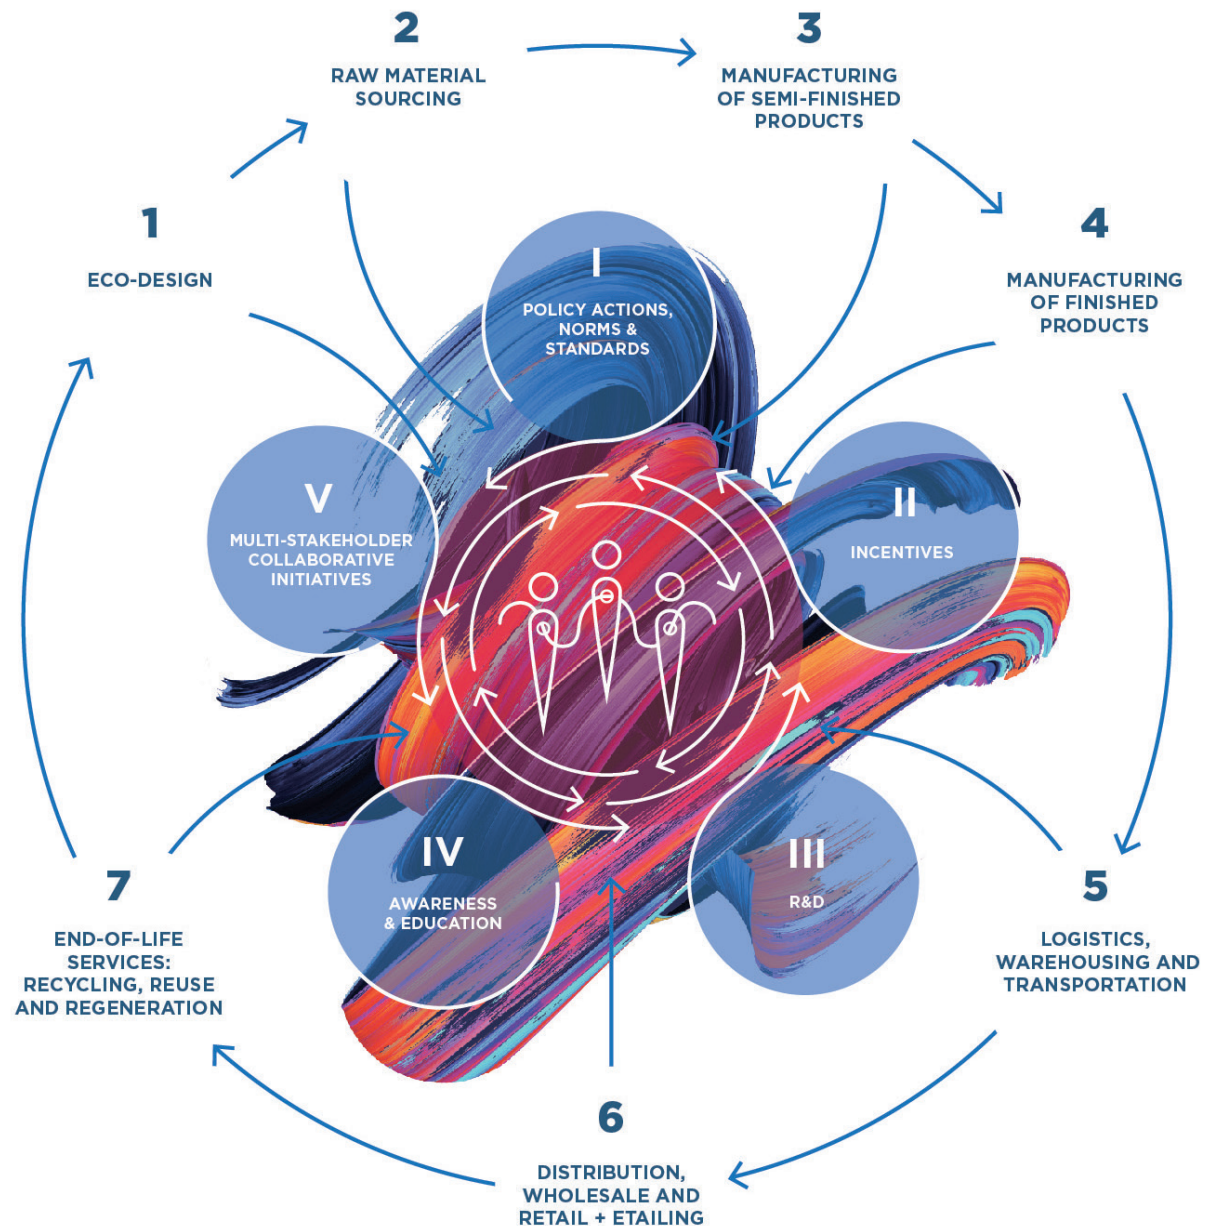 2
RAW MATERIAL
SOURCING
3
MANUFACTURING
OF SEMI-FINISHED
PRODUCTS
1
ECO-DESIGN
4
MANUFACTURING
OF FINISHED
PRODUCTS
I
POLICY ACTIONS,
NORMS &
STANDARDS
V
MULTI-STAKEHOLDER
COLLABORATIVE
INITIATIVES
II
INCENTIVES
IV
AWARENESS
& EDUCATION
III
R&D
7
END-OF-LIFE
SERVICES:
RECYCLING, REUSE
AND REGENERATION
5
LOGISTICS,
WAREHOUSING AND
TRANSPORTATION
6
DISTRIBUTION,
WHOLESALE AND
RETAIL + ETAILING